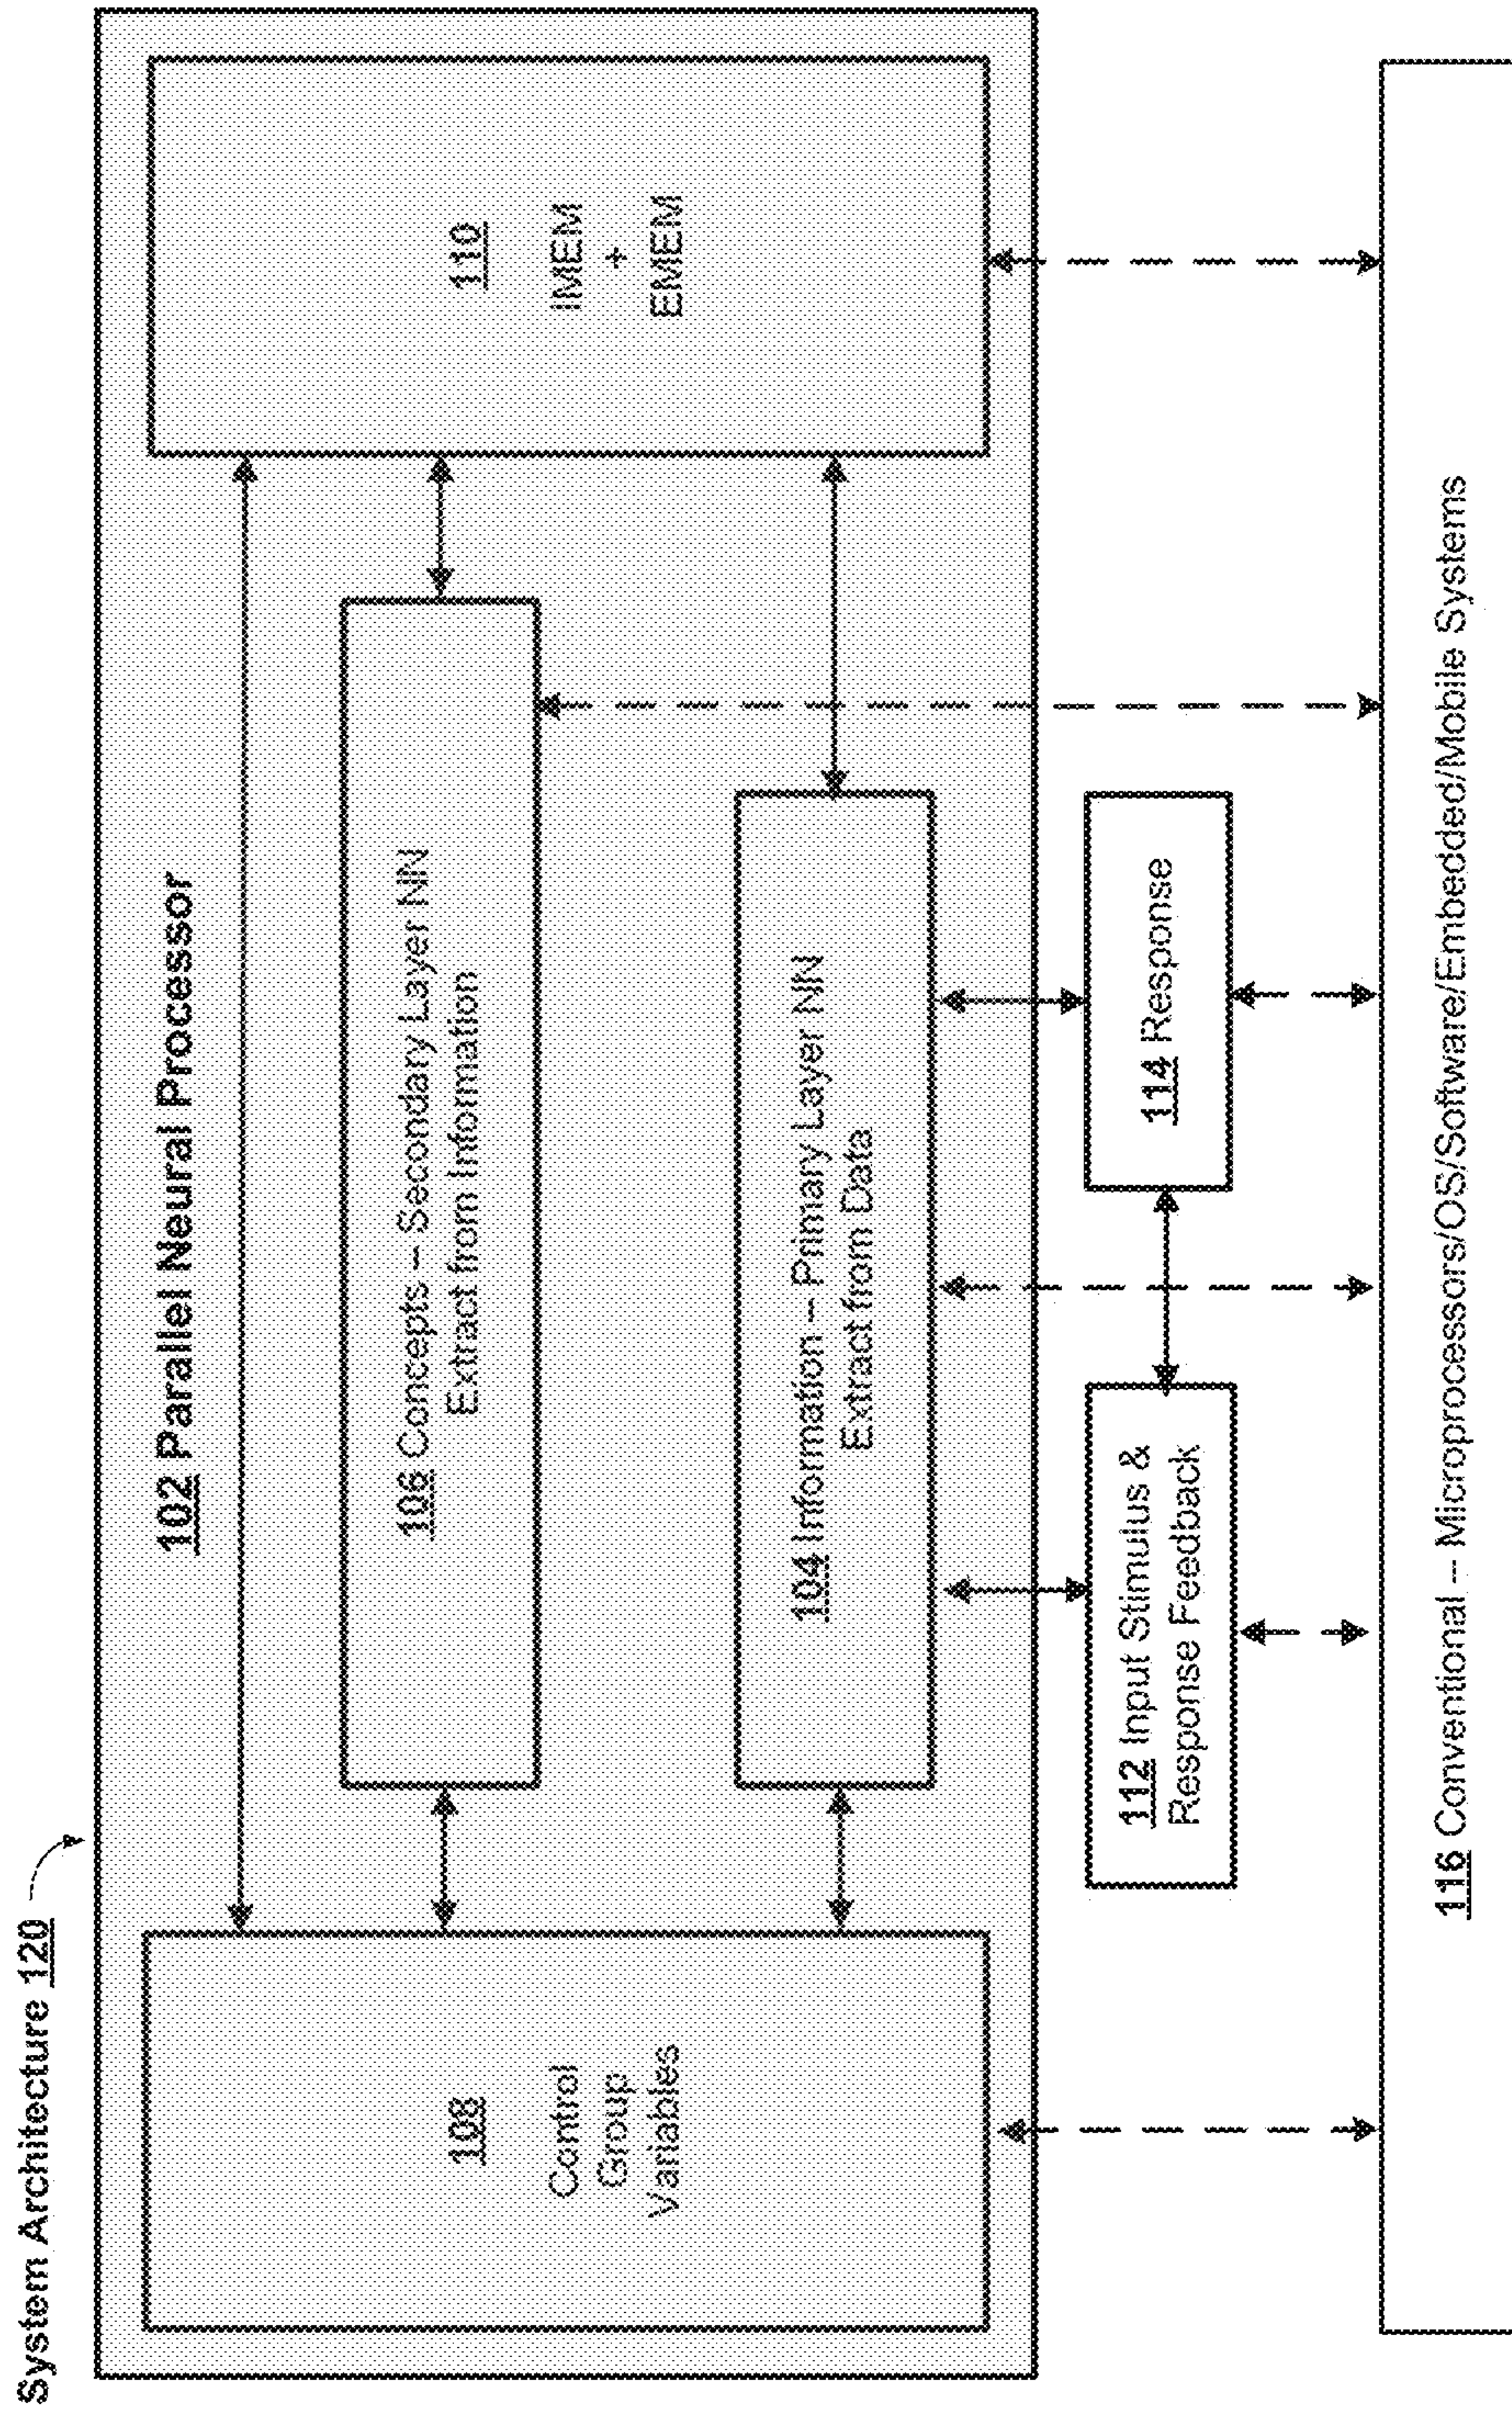 System Architecture 120
102 Parallel Neural Processor
108
Control
Group
Variables
106 Concepts – Secondary Layer NN
Extract from Information
104 Information – Primary Layer NN
Extract from Data
110
IMEM
+
EMEM
112 Input Stimulus &
Response Feedback
114 Response
116 Conventional – Microprocessors/OS/Software/Embedded/Mobile Systems